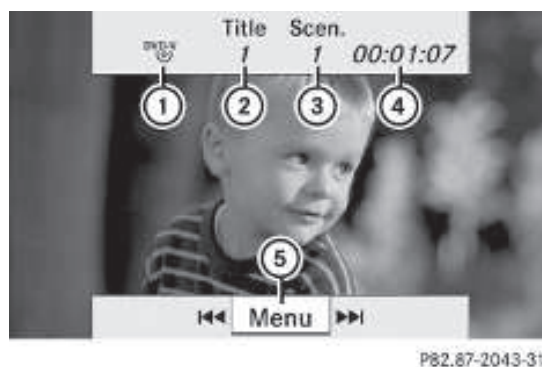 Title Scen.
DVD-V 1 1 00:01:07
1 2 3 4
5
Menu
P82.87-2043-31